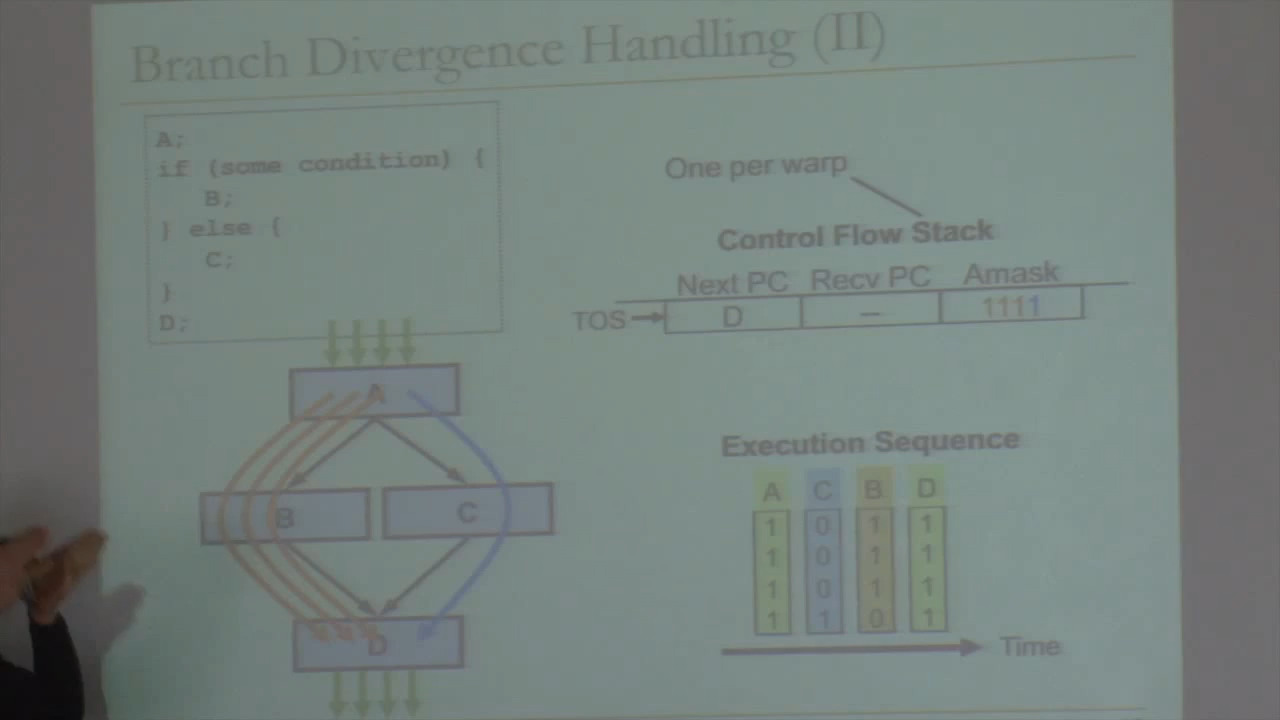 Branch Divergence Handling (II)
A;
if (some condition) {
B;
} else {
C;
}
D;
One per warp
Control Flow Stack
Next PC Recv PC Amask
TOS D — 1111
A
B C
D
Execution Sequence
A C B D
1 0 1 1
1 0 1 1
1 0 1 1
1 1 0 1
Time